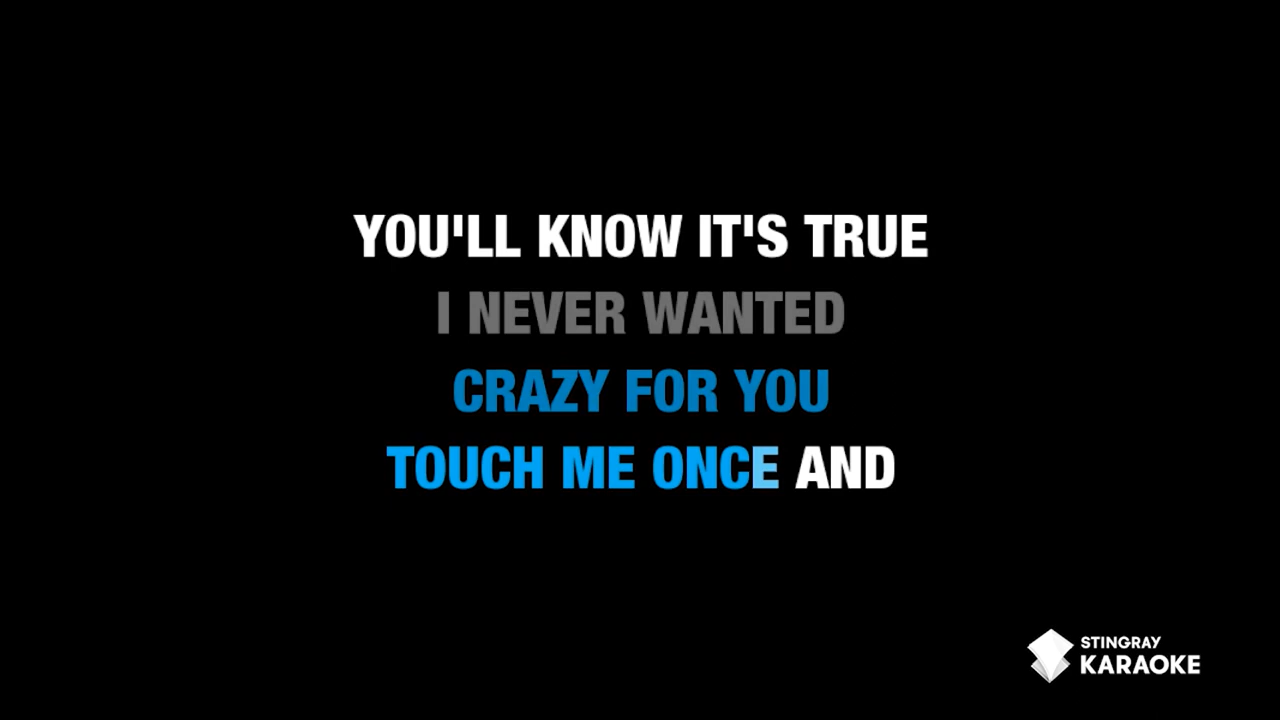 YOU'LL KNOW IT'S TRUE
I NEVER WANTED
CRAZY FOR YOU
TOUCH ME ONCE AND
STINGRAY
KARAOKE